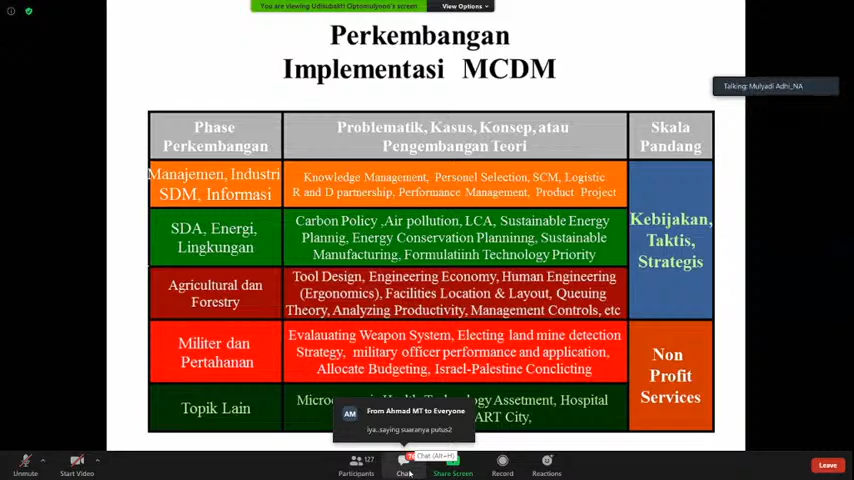 You are viewing Udisubakti Ciptomulyono's screen
View Options
Perkembangan
Implementasi MCDM
Talking: Mulyadi Adhi_NA
Phase
Perkembangan
Problematik, Kasus, Konsep, atau
Pengembangan Teori
Skala
Pandang
Manajemen, Industri
SDM, Informasi
Knowledge Management, Personel Selection, SCM, Logistic
R and D partnership, Performance Management, Product Project
Kebijakan,
Taktis,
Strategis
SDA, Energi,
Lingkungan
Carbon Policy ,Air pollution, LCA, Sustainable Energy
Plannig, Energy Conservation Planninng, Sustainable
Manufacturing, Formulatiinh Technology Priority
Agricultural dan
Forestry
Tool Design, Engineering Economy, Human Engineering
(Ergonomics), Facilities Location & Layout, Queuing
Theory, Analyzing Productivity, Management Controls, etc
Militer dan
Pertahanan
Evalauating Weapon System, Electing land mine detection
Strategy, military officer performance and application,
Allocate Budgeting, Israel-Palestine Conclicting
Non
Profit
Services
Topik Lain
Assetment, Hospital
City,
AM
From Ahmad MT to Everyone
iya..saying suaranya putus2
Chat (Alt+H)
127
Unmute
Start Video
Participants
Chat
Share Screen
Record
Reactions
Leave